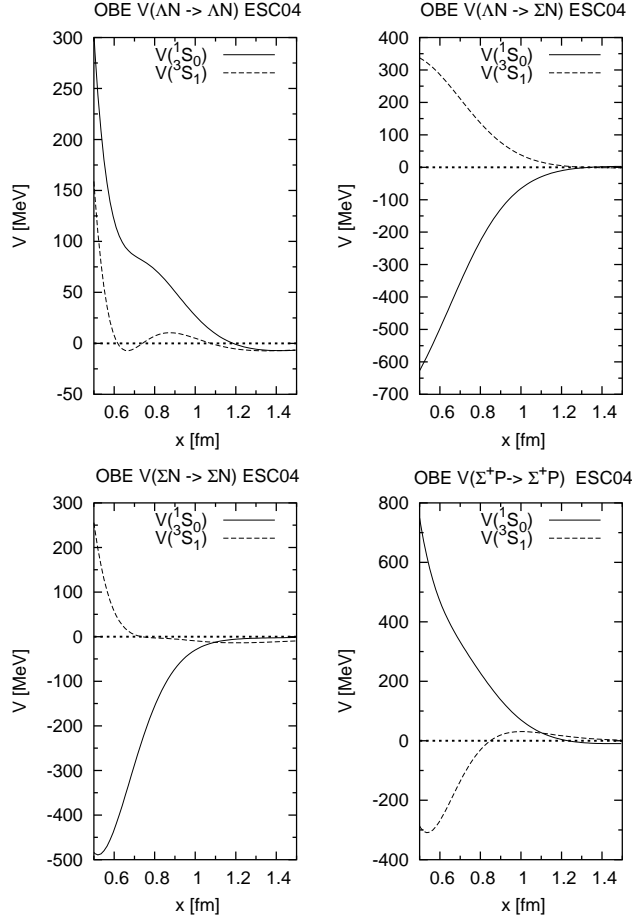 OBE V(ΛN -> ΛN) ESC04
V(¹S₀)
V(³S₁)
300
250
200
150
100
50
0
-50
V [MeV]
0.6 0.8 1 1.2 1.4
x [fm]
OBE V(ΛN -> ΣN) ESC04
V(¹S₀)
V(³S₁)
400
300
200
100
0
-100
-200
-300
-400
-500
-600
-700
V [MeV]
0.6 0.8 1 1.2 1.4
x [fm]
OBE V(ΣN -> ΣN) ESC04
V(¹S₀)
V(³S₁)
300
200
100
0
-100
-200
-300
-400
-500
V [MeV]
0.6 0.8 1 1.2 1.4
x [fm]
OBE V(Σ⁺P-> Σ⁺P) ESC04
V(¹S₀)
V(³S₁)
800
600
400
200
0
-200
-400
V [MeV]
0.6 0.8 1 1.2 1.4
x [fm]